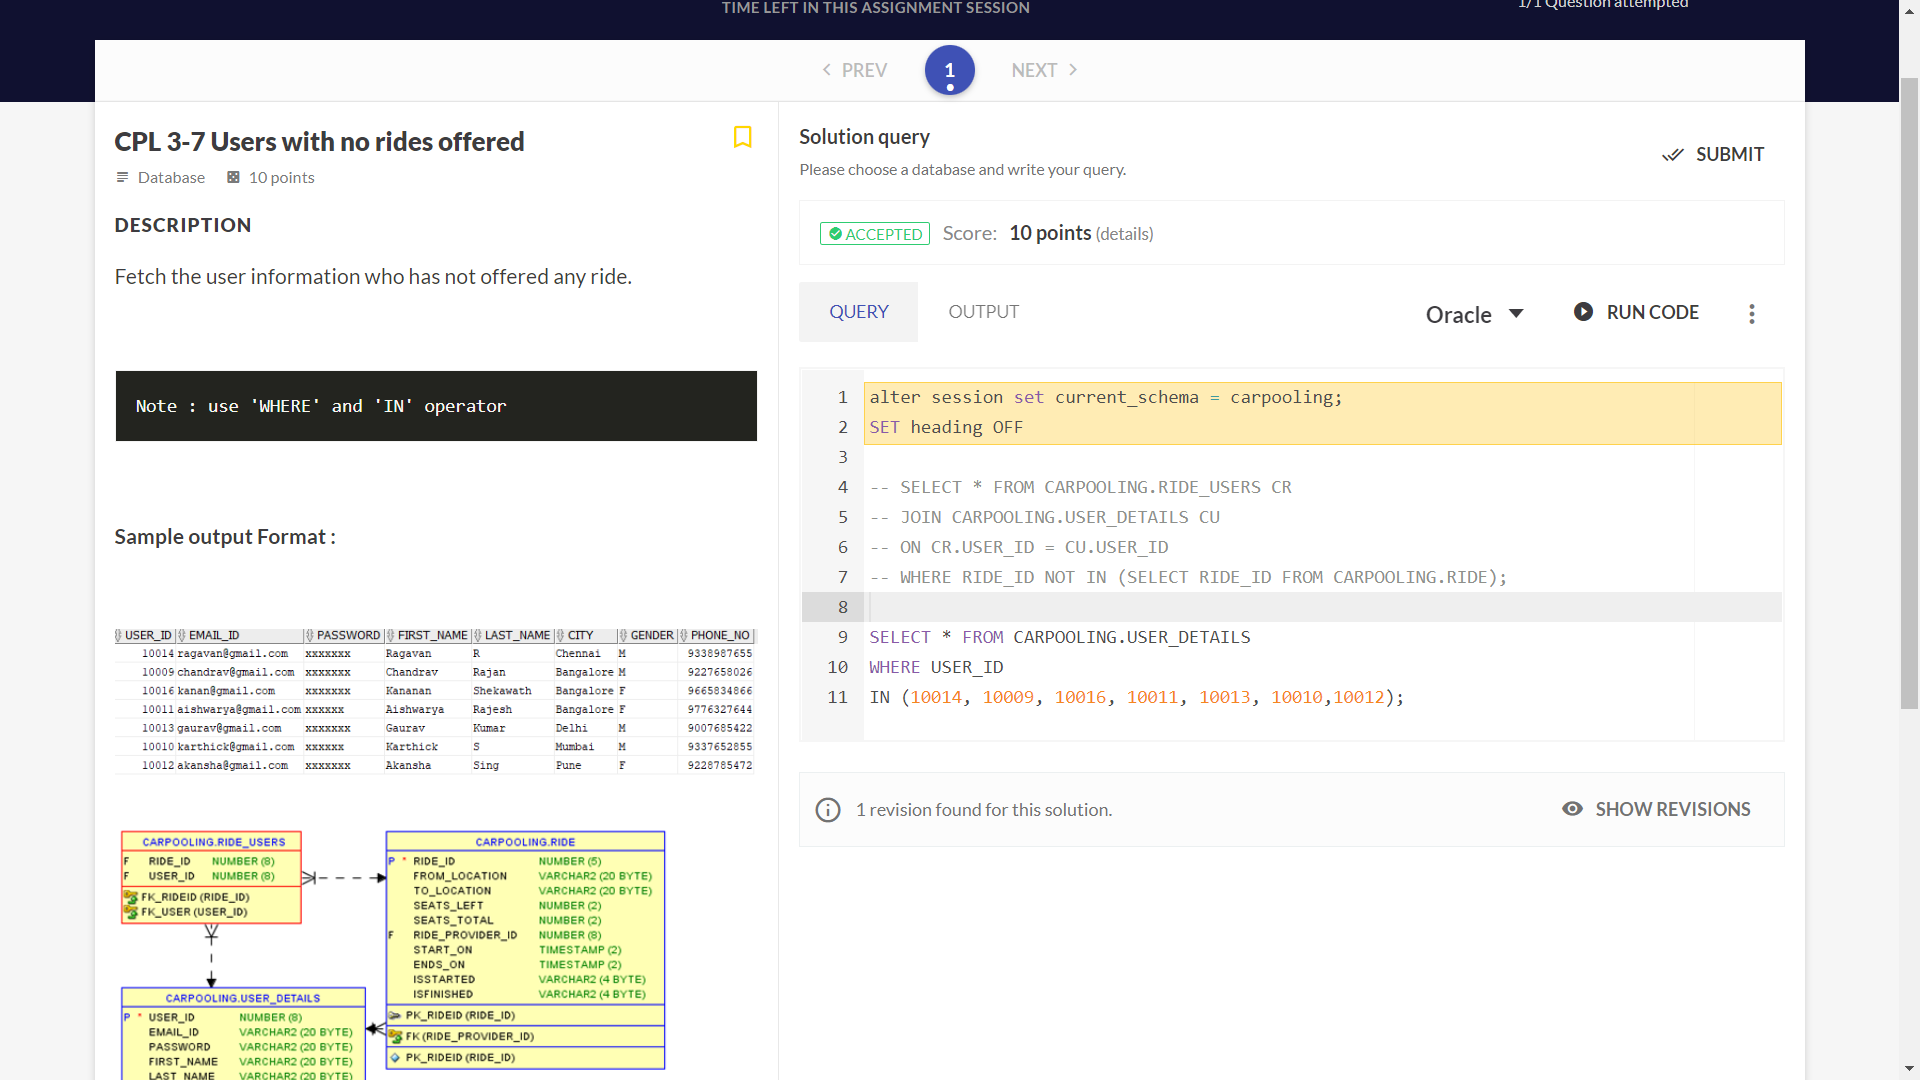 TIME LEFT IN THIS ASSIGNMENT SESSION
1/1 Question attempted
PREV
1
NEXT
CPL 3-7 Users with no rides offered
Database 10 points
DESCRIPTION
Fetch the user information who has not offered any ride.
Note : use 'WHERE' and 'IN' operator
Sample output Format :
USER_ID EMAIL_ID PASSWORD FIRST_NAME LAST_NAME CITY GENDER PHONE_NO
10014 ragavan@gmail.com xxxxxxx Ragavan R Chennai M 9338987655
10009 chandrav@gmail.com xxxxxxx Chandrav Rajan Bangalore M 9227658026
10016 kanan@gmail.com xxxxxxx Kananan Shekawath Bangalore F 9665834866
10011 aishwarya@gmail.com xxxxxxx Aishwarya Rajesh Bangalore F 9776327644
10013 gaurav@gmail.com xxxxxxx Gaurav Kumar Delhi M 9007685422
10010 karthick@gmail.com xxxxxx Karthick S Mumbai M 9337652855
10012 akansha@gmail.com xxxxxxx Akansha Sing Pune F 9228785472
CARPOOLING.RIDE_USERS
F RIDE_ID NUMBER (8)
F USER_ID NUMBER (8)
FK_RIDEID (RIDE_ID)
FK_USER (USER_ID)
CARPOOLING.RIDE
P * RIDE_ID NUMBER (5)
FROM_LOCATION VARCHAR2 (20 BYTE)
TO_LOCATION VARCHAR2 (20 BYTE)
SEATS_LEFT NUMBER (2)
SEATS_TOTAL NUMBER (2)
F RIDE_PROVIDER_ID NUMBER (8)
START_ON TIMESTAMP (2)
ENDS_ON TIMESTAMP (2)
ISSTARTED VARCHAR2 (4 BYTE)
ISFINISHED VARCHAR2 (4 BYTE)
PK_RIDEID (RIDE_ID)
FK (RIDE_PROVIDER_ID)
PK_RIDEID (RIDE_ID)
CARPOOLING.USER_DETAILS
P * USER_ID NUMBER (8)
EMAIL_ID VARCHAR2 (20 BYTE)
PASSWORD VARCHAR2 (20 BYTE)
FIRST_NAME VARCHAR2 (20 BYTE)
LAST_NAME VARCHAR2 (20 BYTE)
Solution query
Please choose a database and write your query.
SUBMIT
ACCEPTED Score: 10 points (details)
QUERY OUTPUT Oracle RUN CODE
1 alter session set current_schema = carpooling;
2 SET heading OFF
3
4 -- SELECT * FROM CARPOOLING.RIDE_USERS CR
5 -- JOIN CARPOOLING.USER_DETAILS CU
6 -- ON CR.USER_ID = CU.USER_ID
7 -- WHERE RIDE_ID NOT IN (SELECT RIDE_ID FROM CARPOOLING.RIDE);
8
9 SELECT * FROM CARPOOLING.USER_DETAILS
10 WHERE USER_ID
11 IN (10014, 10009, 10016, 10011, 10013, 10010,10012);
1 revision found for this solution.
SHOW REVISIONS